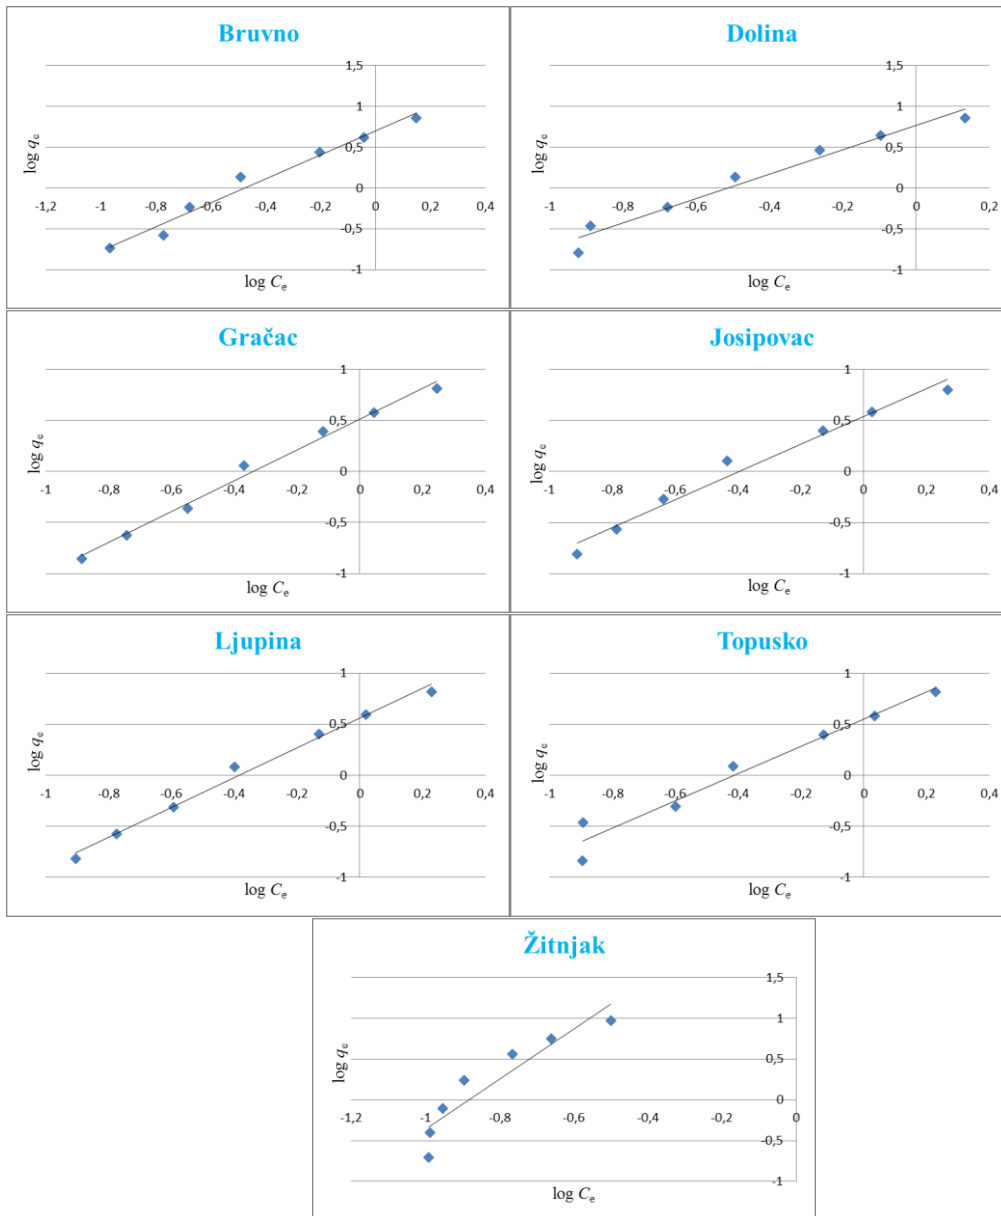 Bruvno
1,5
1
0,5
0
-0,5
-1
-1,2 -1 -0,8 -0,6 -0,4 -0,2 0 0,2 0,4
log qe
log Ce
Dolina
1,5
1
0,5
0
-0,5
-1
-1 -0,8 -0,6 -0,4 -0,2 0 0,2
log qe
log Ce
Gračac
1
0,5
0
-0,5
-1
-1 -0,8 -0,6 -0,4 -0,2 0 0,2 0,4
log qe
log Ce
Josipovac
1
0,5
0
-0,5
-1
-1 -0,8 -0,6 -0,4 -0,2 0 0,2 0,4
log qe
log Ce
Ljupina
1
0,5
0
-0,5
-1
-1 -0,8 -0,6 -0,4 -0,2 0 0,2 0,4
log qe
log Ce
Topusko
1
0,5
0
-0,5
-1
-1 -0,8 -0,6 -0,4 -0,2 0 0,2 0,4
log qe
log Ce
Žitnjak
1,5
1
0,5
0
-0,5
-1
-1,2 -1 -0,8 -0,6 -0,4 -0,2 0
log qe
log Ce